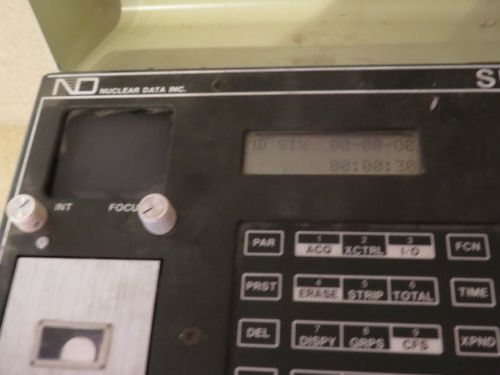 ND NUCLEAR DATA INC.
S
ND STW 00-00-00
00:00:30
INT FOCUS
PAR
1 2 3
ACQ XCTRL I/O
FCN
PRST
4 5 6
ERASE STRIP TOTAL
TIME
DEL
7 8 9
DISPY GRPS CFS
XPND